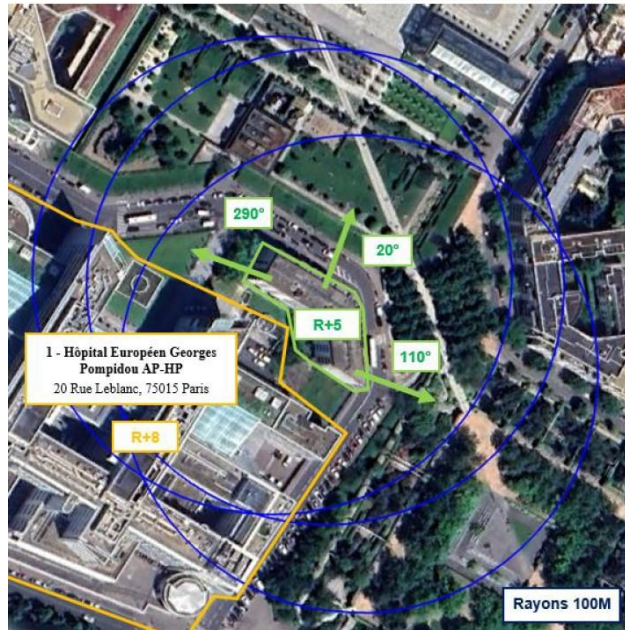 290°
20°
R+5
1 - Hôpital Européen Georges
Pompidou AP-HP
20 Rue Leblanc, 75015 Paris
110°
R+8
Rayons 100M